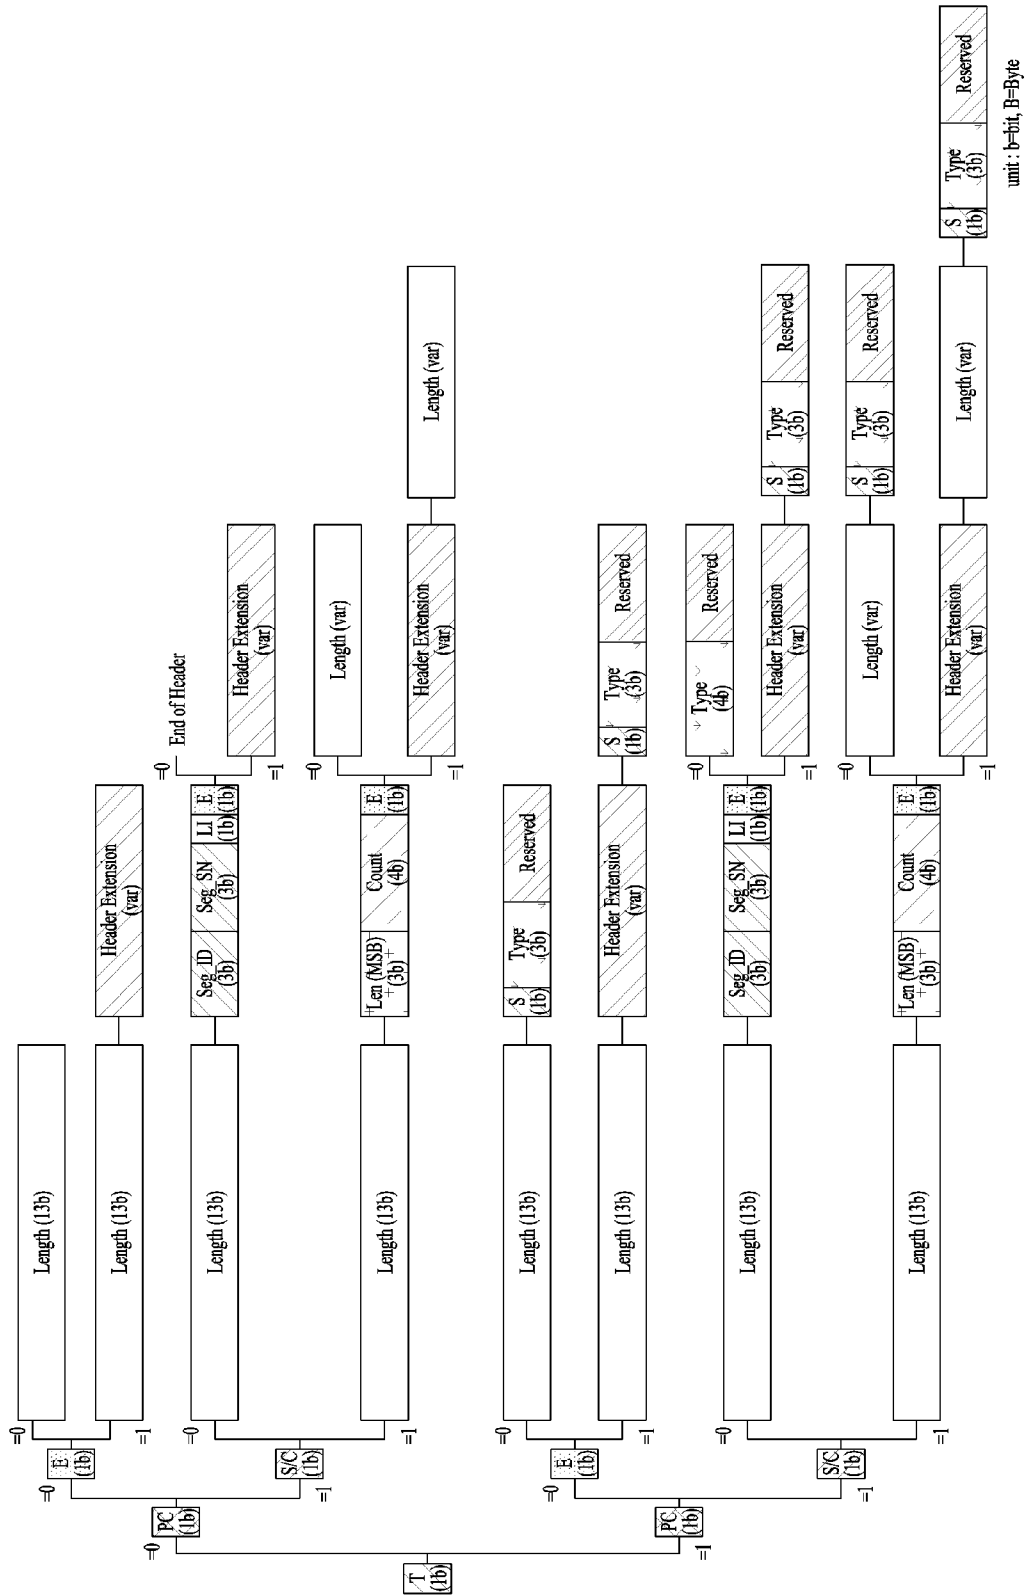 T
(1b)
=0
PC
(1b)
=0
E
(1b)
=0
Length (13b)
=1
Length (13b)
Header Extension
(var)
=1
S/C
(1b)
=0
Length (13b)
Seg_ID
(3b)
Seg_SN
(3b)
LI
(1b)
E
(1b)
=0
End of Header
=1
Header Extension
(var)
=1
Length (13b)
Len (MSB)
(3b)
Count
(4b)
E
(1b)
=0
Length (var)
=1
Header Extension
(var)
Length (var)
=1
PC
(1b)
=0
E
(1b)
=0
Length (13b)
S
(1b)
Type
(3b)
Reserved
=1
Length (13b)
Header Extension
(var)
S
(1b)
Type
(3b)
Reserved
=1
S/C
(1b)
=0
Length (13b)
Seg_ID
(3b)
Seg_SN
(3b)
LI
(1b)
E
(1b)
=0
Type
(4b)
Reserved
=1
Header Extension
(var)
S
(1b)
Type
(3b)
Reserved
=1
Length (13b)
Len (MSB)
(3b)
Count
(4b)
E
(1b)
=0
Length (var)
S
(1b)
Type
(3b)
Reserved
=1
Header Extension
(var)
Length (var)
S
(1b)
Type
(3b)
Reserved
unit : b=bit, B=Byte